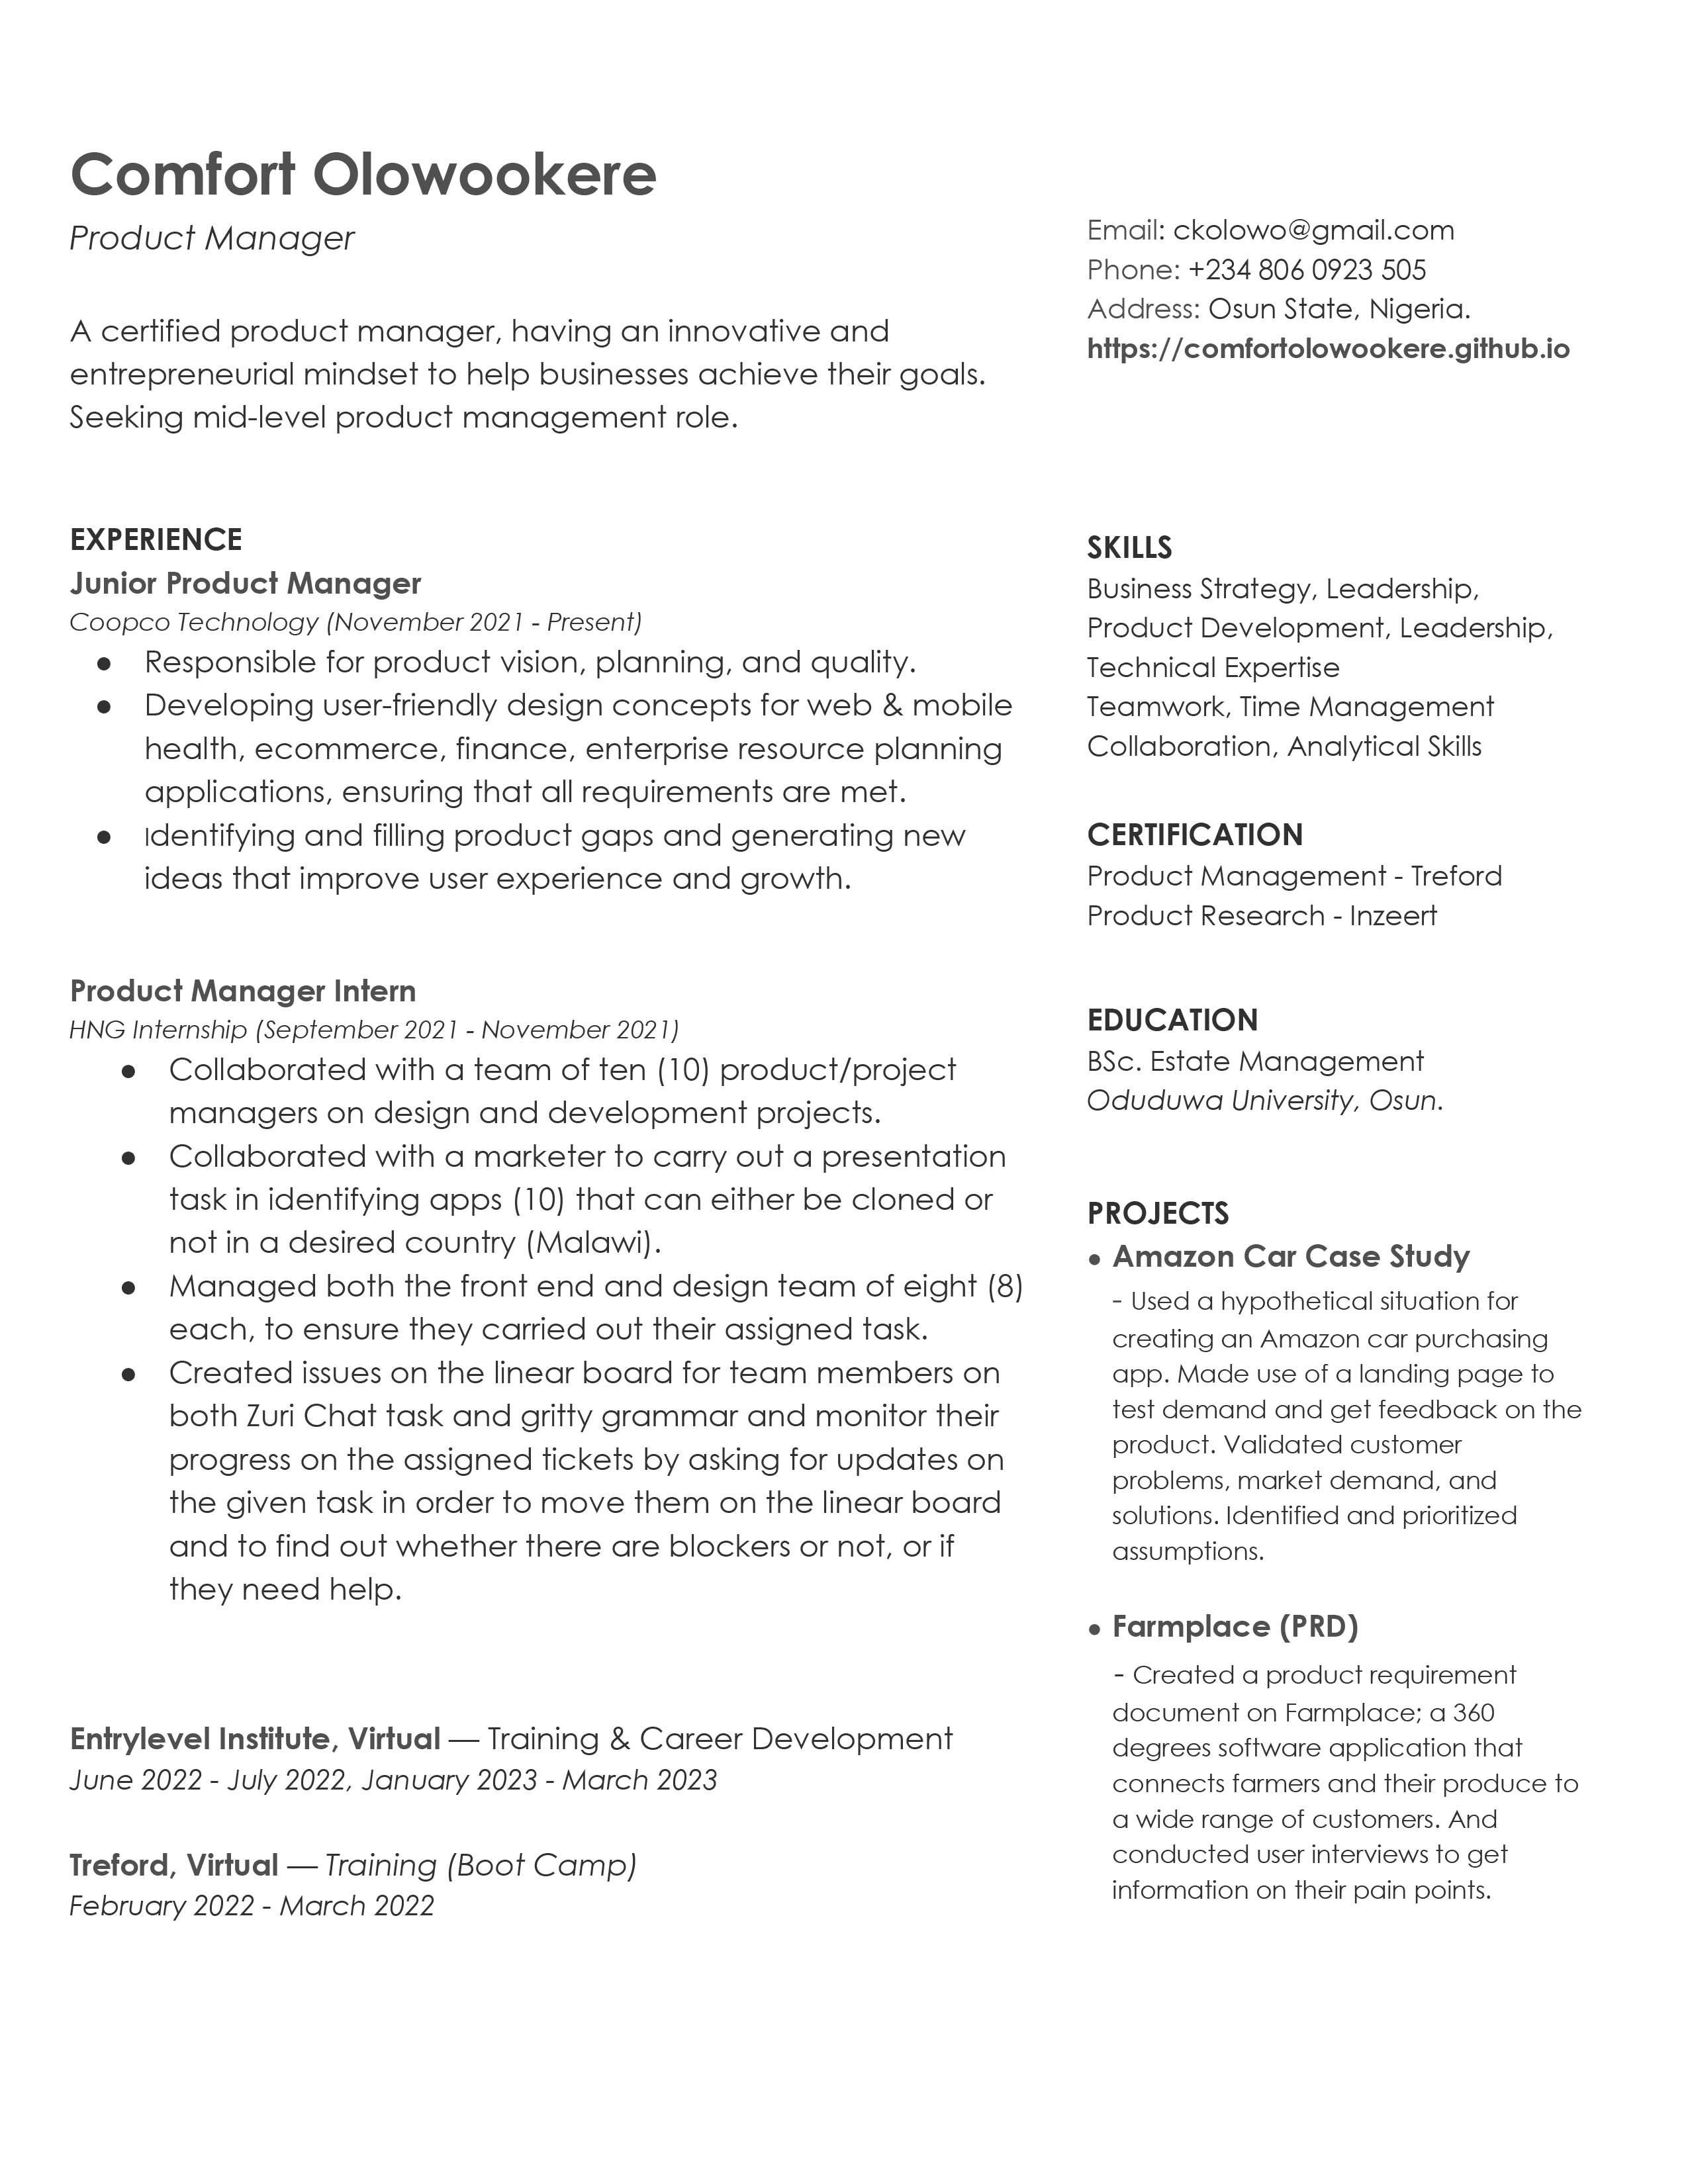 Comfort Olowookere
Product Manager
A certified product manager, having an innovative and
entrepreneurial mindset to help businesses achieve their goals.
Seeking mid-level product management role.
Email: ckolowo@gmail.com
Phone: +234 806 0923 505
Address: Osun State, Nigeria.
https://comfortolowookere.github.io
EXPERIENCE
Junior Product Manager
Coopco Technology (November 2021 - Present)
● Responsible for product vision, planning, and quality.
● Developing user-friendly design concepts for web & mobile
health, ecommerce, finance, enterprise resource planning
applications, ensuring that all requirements are met.
● Identifying and filling product gaps and generating new
ideas that improve user experience and growth.
Product Manager Intern
HNG Internship (September 2021 - November 2021)
● Collaborated with a team of ten (10) product/project
managers on design and development projects.
● Collaborated with a marketer to carry out a presentation
task in identifying apps (10) that can either be cloned or
not in a desired country (Malawi).
● Managed both the front end and design team of eight (8)
each, to ensure they carried out their assigned task.
● Created issues on the linear board for team members on
both Zuri Chat task and gritty grammar and monitor their
progress on the assigned tickets by asking for updates on
the given task in order to move them on the linear board
and to find out whether there are blockers or not, or if
they need help.
Entrylevel Institute, Virtual — Training & Career Development
June 2022 - July 2022, January 2023 - March 2023
Treford, Virtual — Training (Boot Camp)
February 2022 - March 2022
SKILLS
Business Strategy, Leadership,
Product Development, Leadership,
Technical Expertise
Teamwork, Time Management
Collaboration, Analytical Skills
CERTIFICATION
Product Management - Treford
Product Research - Inzeert
EDUCATION
BSc. Estate Management
Oduduwa University, Osun.
PROJECTS
● Amazon Car Case Study
- Used a hypothetical situation for
creating an Amazon car purchasing
app. Made use of a landing page to
test demand and get feedback on the
product. Validated customer
problems, market demand, and
solutions. Identified and prioritized
assumptions.
● Farmplace (PRD)
- Created a product requirement
document on Farmplace; a 360
degrees software application that
connects farmers and their produce to
a wide range of customers. And
conducted user interviews to get
information on their pain points.